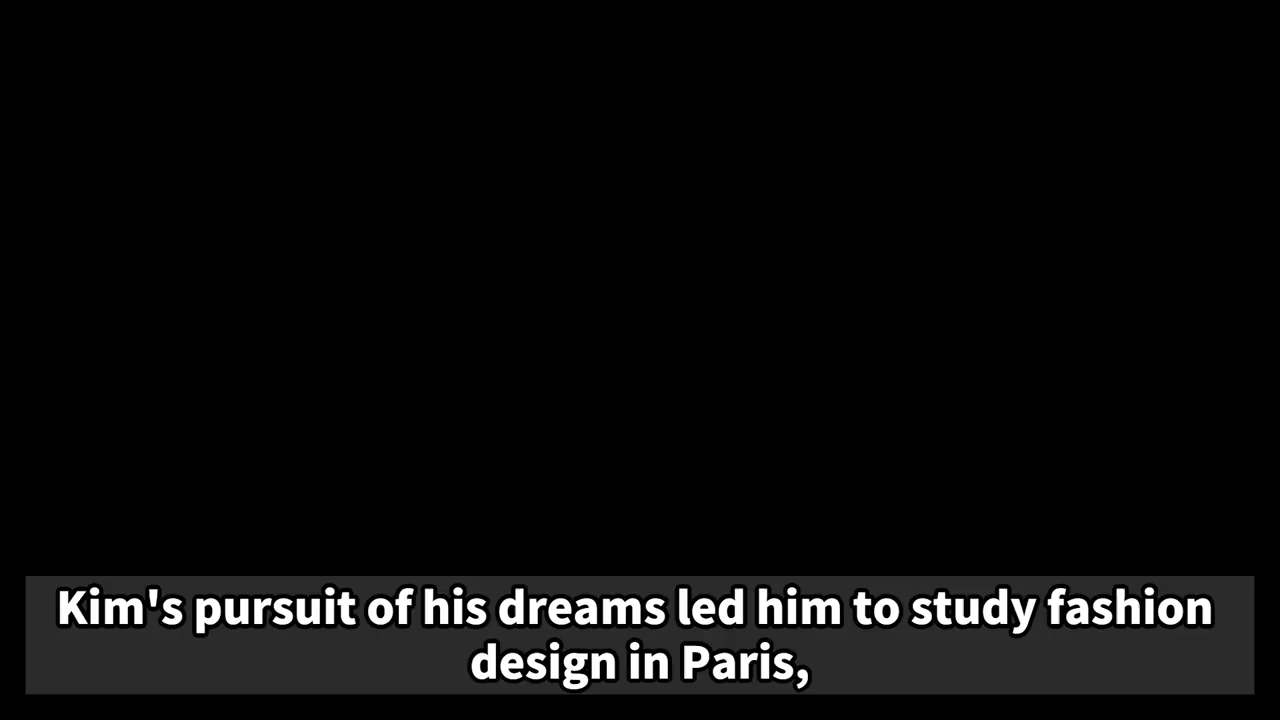 Kim's pursuit of his dreams led him to study fashion
design in Paris,